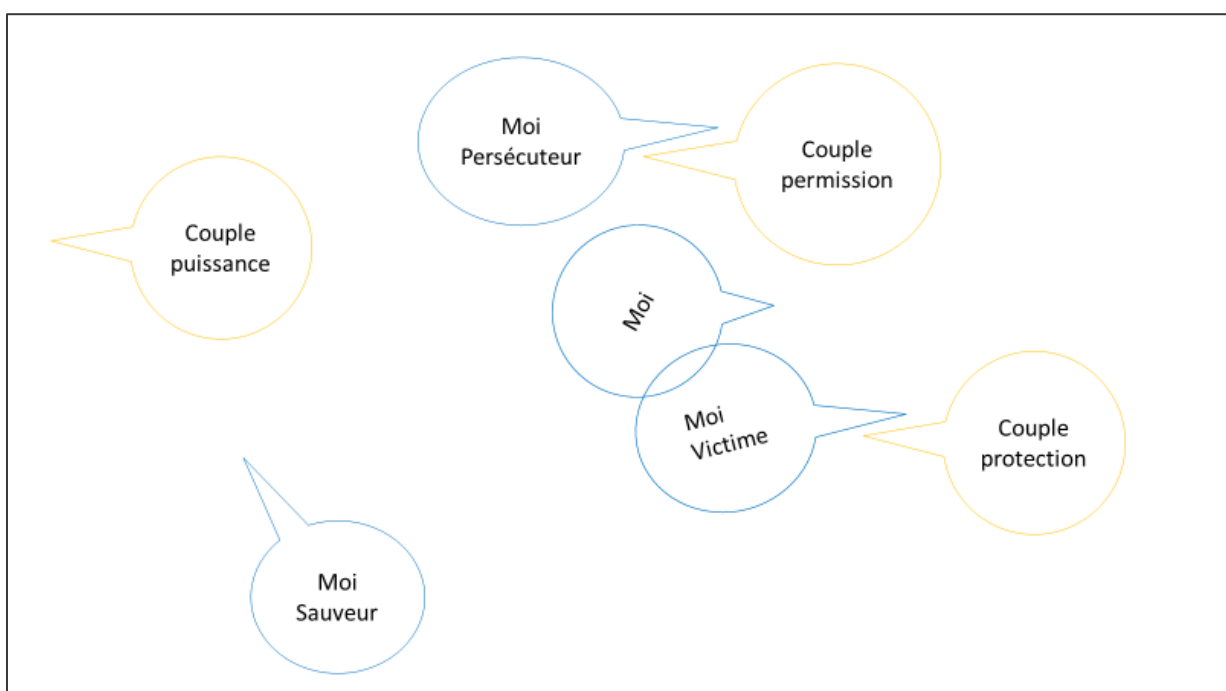 Moi
Persécuteur
Couple
permission
Couple
puissance
Moi
Moi
Victime
Couple
protection
Moi
Sauveur